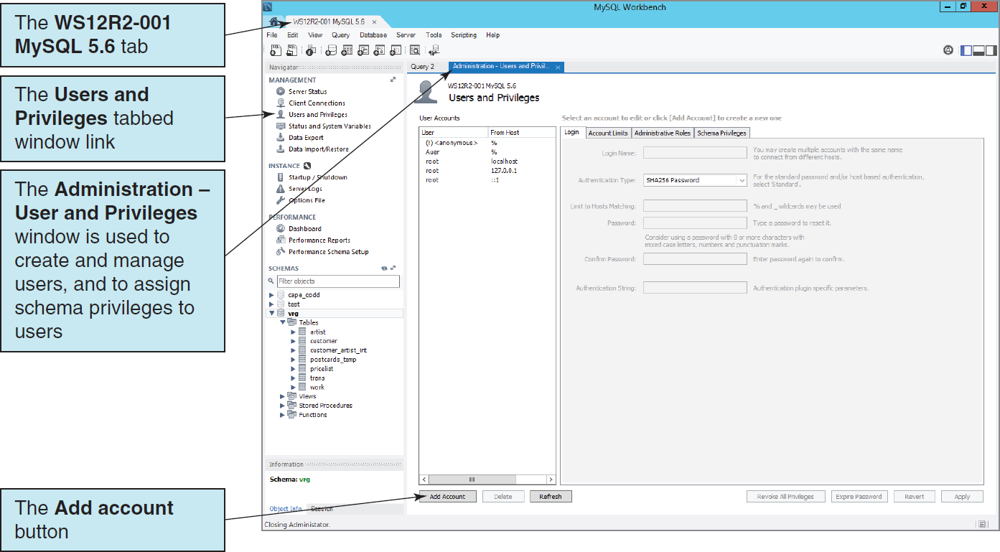 The WS12R2-001
MySQL 5.6 tab
The Users and
Privileges tabbed
window link
The Administration –
User and Privileges
window is used to
create and manage
users, and to assign
schema privileges to
users
The Add account
button
MySQL Workbench
WS12R2-001 MySQL 5.6
File Edit View Query Database Server Tools Scripting Help
Navigator
MANAGEMENT
Server Status
Client Connections
Users and Privileges
Status and System Variables
Data Export
Data Import/Restore
INSTANCE
Startup / Shutdown
Server Logs
Options File
PERFORMANCE
Dashboard
Performance Reports
Performance Schema Setup
SCHEMAS
Filter objects
cape_codd
test
vrg
Tables
artist
customer
customer_artist_int
postcards_temp
pricelist
trans
work
Views
Stored Procedures
Functions
Information
Schema: vrg
Object Info Session
Closing Administator.
Query 2 Administration - Users and Privil...
WS12R2-001 MySQL 5.6
Users and Privileges
User Accounts
User From Host
(!) <anonymous> %
Auer %
root localhost
root 127.0.0.1
root ::1
Add Account Delete Refresh
Select an account to edit or click [Add Account] to create a new one
Login Account Limits Administrative Roles Schema Privileges
Login Name: You may create multiple accounts with the same name
to connect from different hosts.
Authentication Type: SHA256 Password For the standard password and/or host based authentication,
select 'Standard'.
Limit to Hosts Matching: % and _ wildcards may be used
Password: Type a password to reset it.
Consider using a password with 8 or more characters with
mixed case letters, numbers and punctuation marks.
Confirm Password: Enter password again to confirm.
Authentication String: Authentication plugin specific parameters.
Revoke All Privileges Expire Password Revert Apply